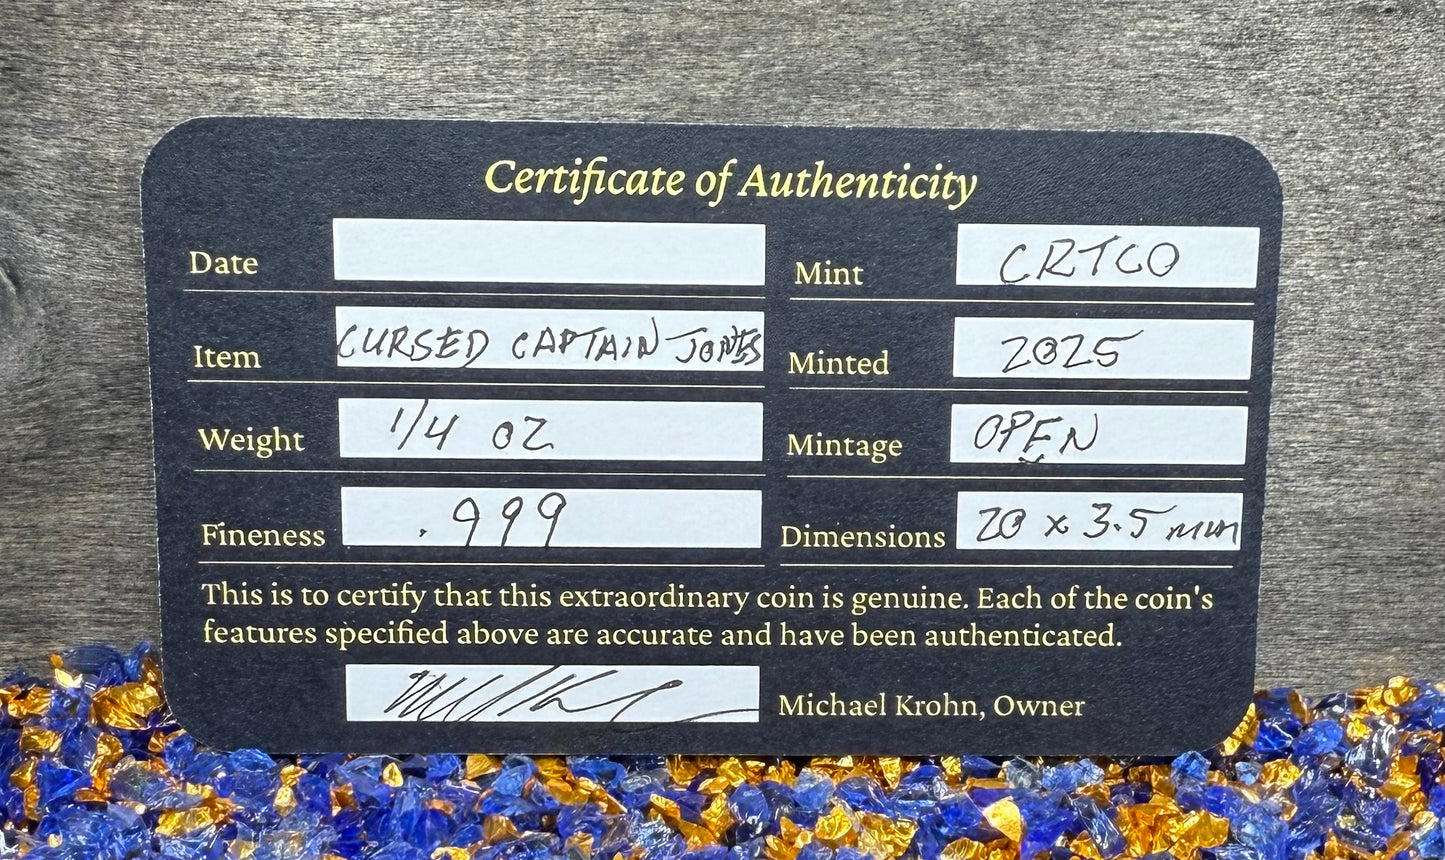 Certificate of Authenticity
Date
Mint CRTCO
Item CURSED CAPTAIN JONES
Minted 2025
Weight 1/4 OZ
Mintage OPEN
Fineness .999
Dimensions 20 x 3.5 mm
This is to certify that this extraordinary coin is genuine. Each of the coin's
features specified above are accurate and have been authenticated.
Michael Krohn, Owner